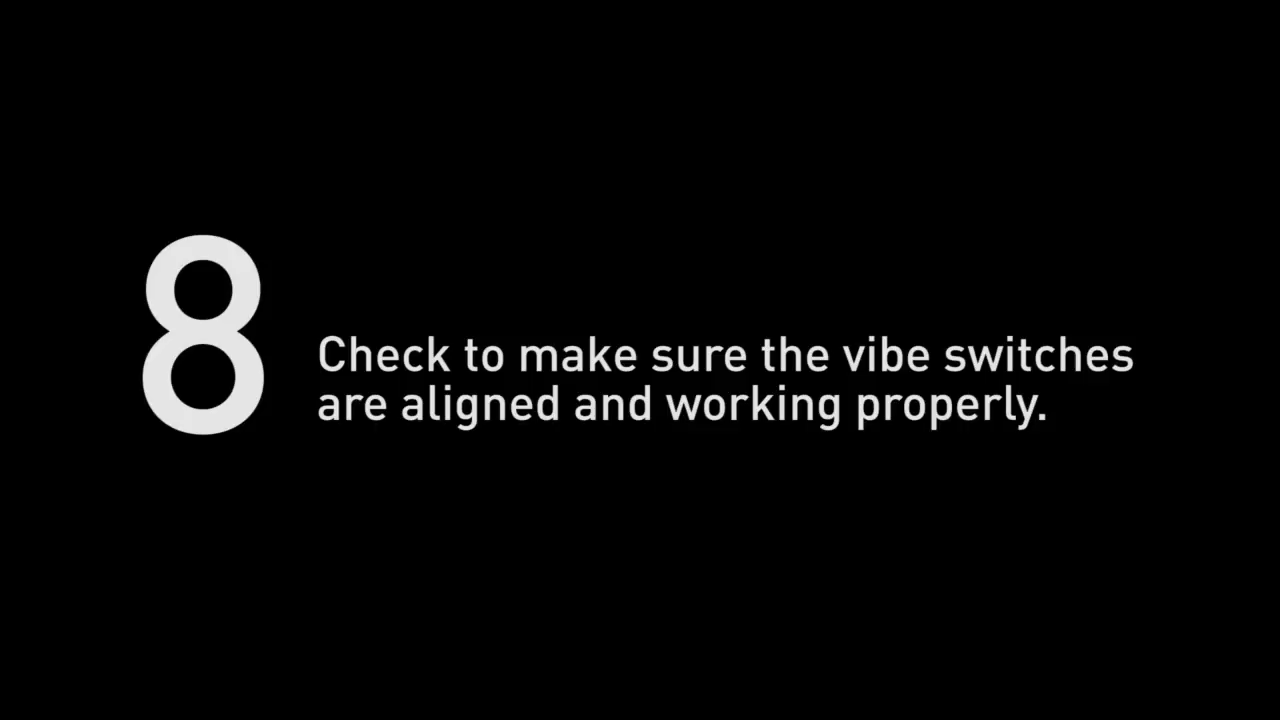 8
Check to make sure the vibe switches
are aligned and working properly.